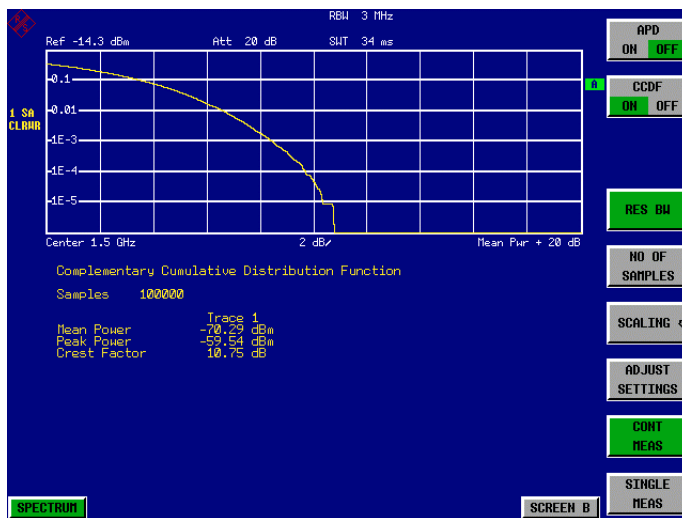 RBW 3 MHz
Ref -14.3 dBm Att 20 dB SWT 34 ms
0.1
0.01
1E-3
1E-4
1E-5
1 SA
CLRWR
A
Center 1.5 GHz 2 dB/ Mean Pwr + 20 dB
Complementary Cumulative Distribution Function
Samples 100000
Trace 1
Mean Power -70.29 dBm
Peak Power -59.54 dBm
Crest Factor 10.75 dB
SPECTRUM
SCREEN B
APD
ON OFF
CCDF
ON OFF
RES BW
NO OF
SAMPLES
SCALING
ADJUST
SETTINGS
CONT
MEAS
SINGLE
MEAS